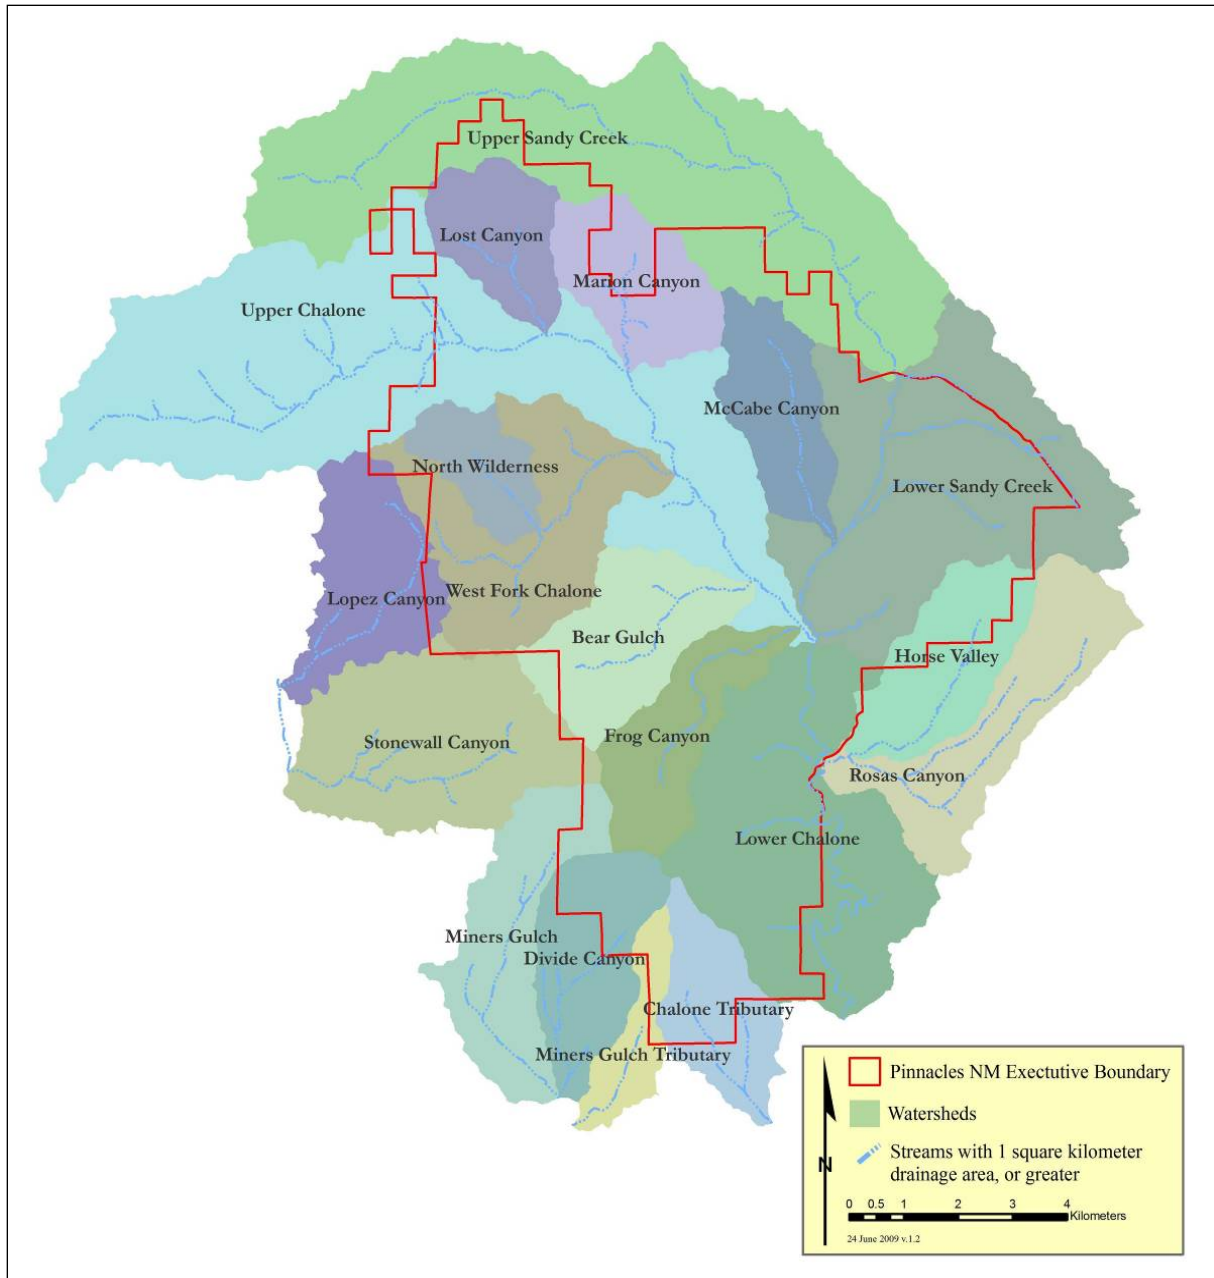 Upper Sandy Creek
Lost Canyon
Marion Canyon
Upper Chalone
McCabe Canyon
North Wilderness
Lower Sandy Creek
West Fork Chalone
Lopez Canyon
Bear Gulch
Horse Valley
Stonewall Canyon
Frog Canyon
Rosas Canyon
Lower Chalone
Miners Gulch
Divide Canyon
Chalone Tributary
Miners Gulch Tributary
Pinnacles NM Exectutive Boundary
Watersheds
Streams with 1 square kilometer
drainage area, or greater
N
0 0.5 1 2 3 4
Kilometers
24 June 2009 v.1.2